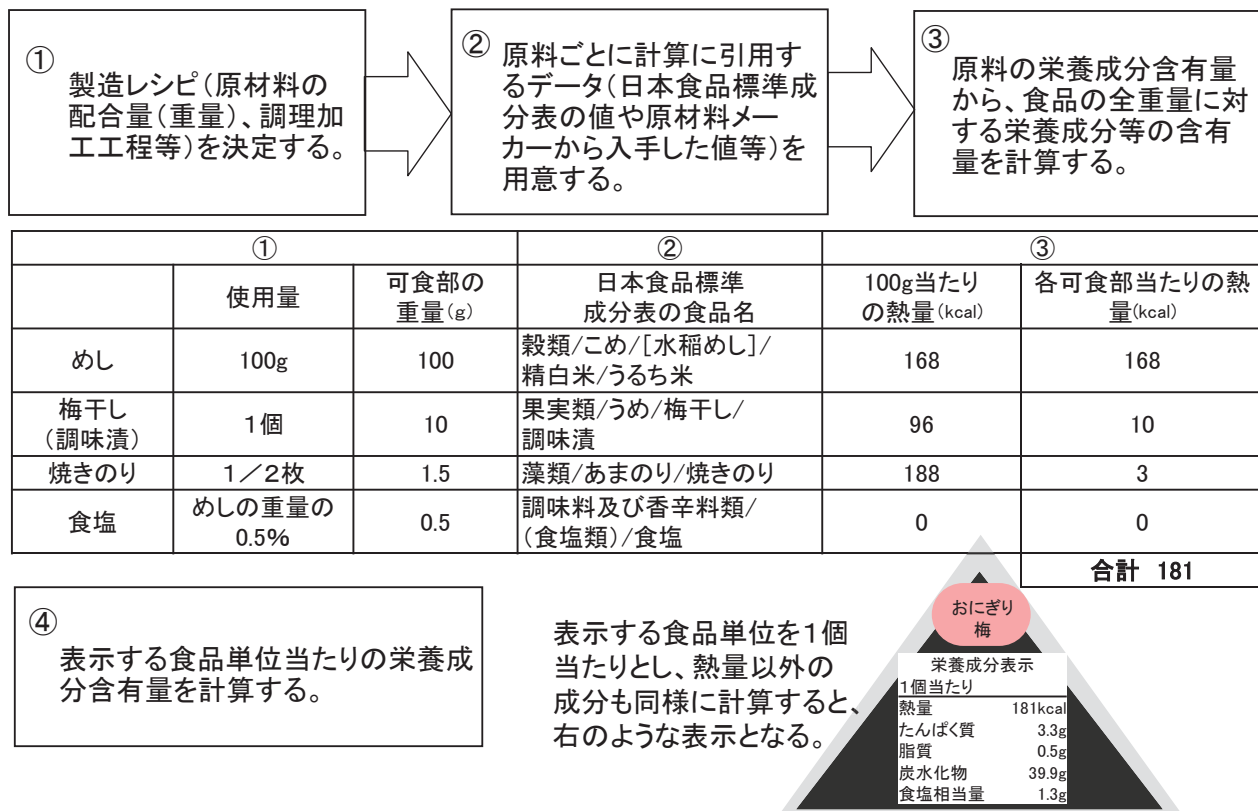 ①
製造レシピ(原材料の
配合量(重量)、調理加
工工程等)を決定する。
②
原料ごとに計算に引用す
るデータ(日本食品標準成
分表の値や原材料メー
カーから入手した値等)を
用意する。
③
原料の栄養成分含有量
から、食品の全重量に対
する栄養成分等の含有
量を計算する。
① ② ③
使用量 可食部の重量(g) 日本食品標準成分表の食品名 100g当たりの熱量(kcal) 各可食部当たりの熱量(kcal)
めし 100g 100 穀類/こめ/[水稲めし]/精白米/うるち米 168 168
梅干し(調味漬) 1個 10 果実類/うめ/梅干し/調味漬 96 10
焼きのり 1/2枚 1.5 藻類/あまのり/焼きのり 188 3
食塩 めしの重量の0.5% 0.5 調味料及び香辛料類/(食塩類)/食塩 0 0
合計 181
④
表示する食品単位当たりの栄養成
分含有量を計算する。
表示する食品単位を1個
当たりとし、熱量以外の
成分も同様に計算すると、
右のような表示となる。
おにぎり
梅
栄養成分表示
1個当たり
熱量 181kcal
たんぱく質 3.3g
脂質 0.5g
炭水化物 39.9g
食塩相当量 1.3g